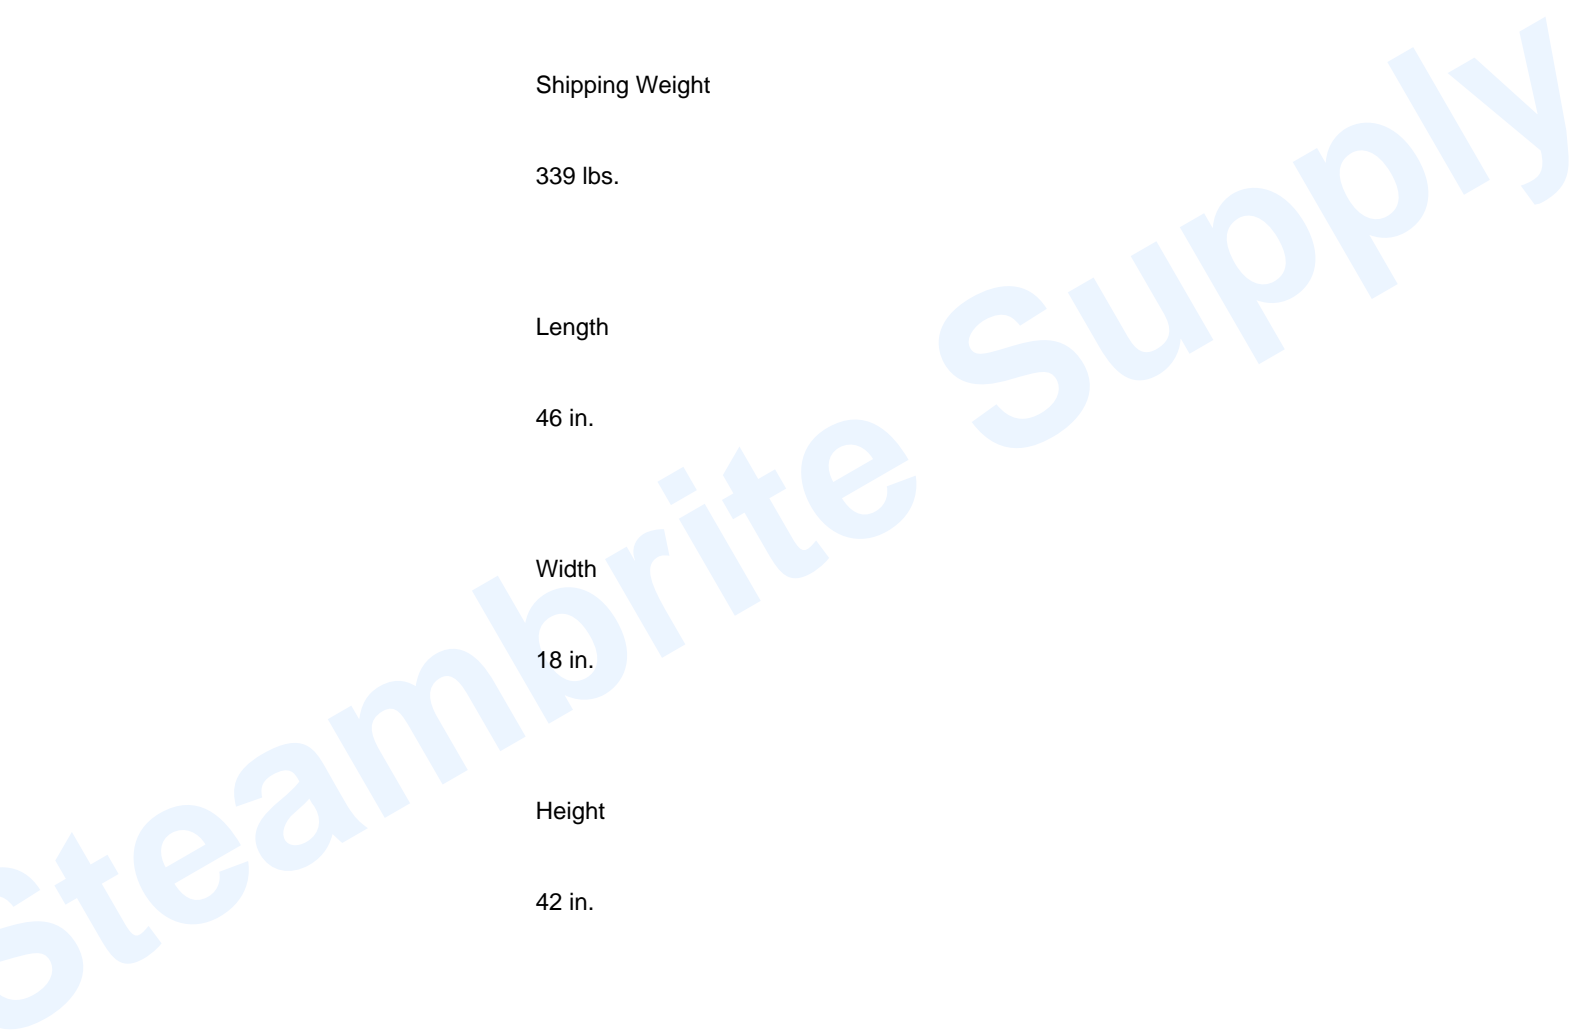 Shipping Weight
339 lbs.
Length
46 in.
Width
18 in.
Height
42 in.
Steambrite Supply